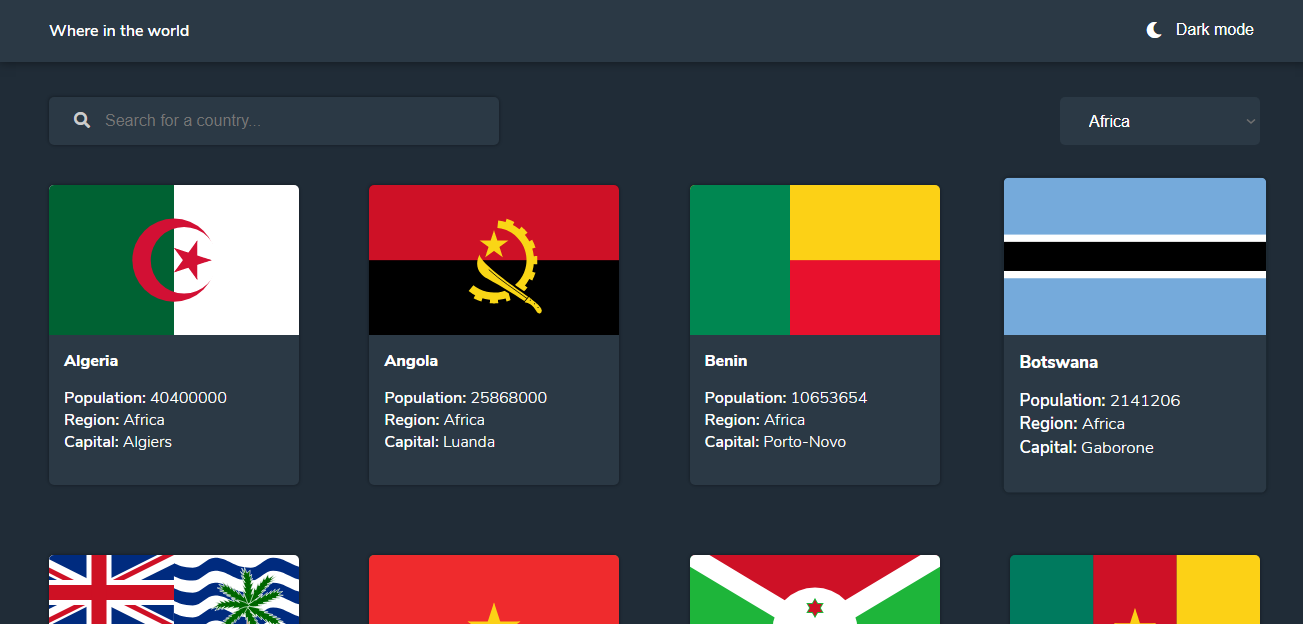 Where in the world
Dark mode
Search for a country...
Africa
Algeria
Population: 40400000
Region: Africa
Capital: Algiers
Angola
Population: 25868000
Region: Africa
Capital: Luanda
Benin
Population: 10653654
Region: Africa
Capital: Porto-Novo
Botswana
Population: 2141206
Region: Africa
Capital: Gaborone